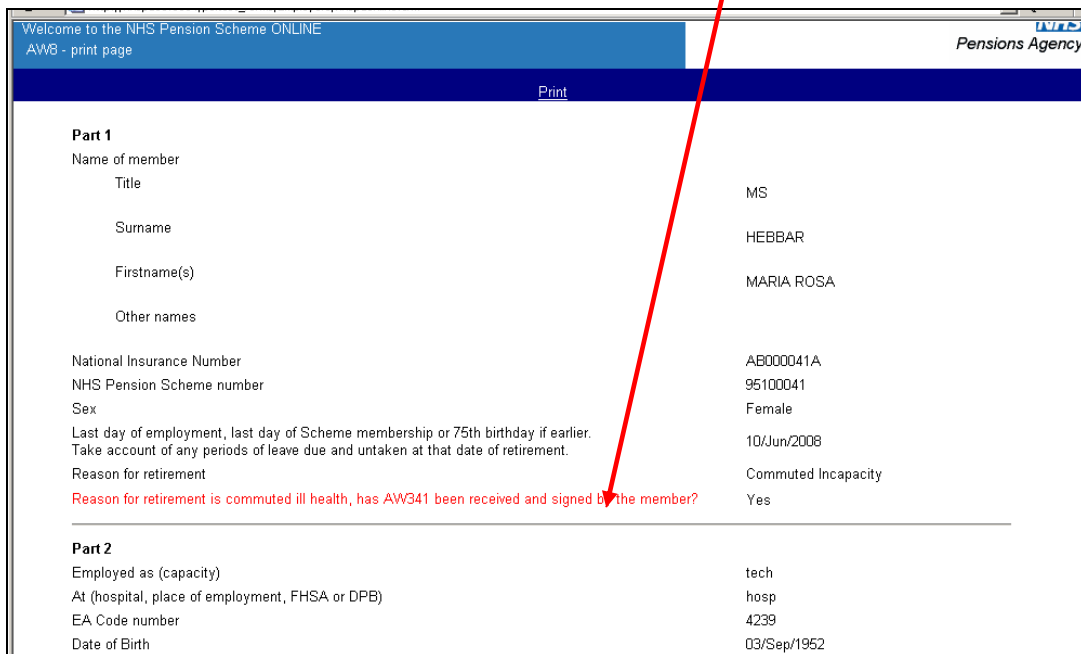 Welcome to the NHS Pension Scheme ONLINE
AW8 - print page
NHS
Pensions Agency
Print
Part 1
Name of member
Title MS
Surname HEBBAR
Firstname(s) MARIA ROSA
Other names
National Insurance Number AB000041A
NHS Pension Scheme number 95100041
Sex Female
Last day of employment, last day of Scheme membership or 75th birthday if earlier.
Take account of any periods of leave due and untaken at that date of retirement. 10/Jun/2008
Reason for retirement Commuted Incapacity
Reason for retirement is commuted ill health, has AW341 been received and signed by the member? Yes
Part 2
Employed as (capacity) tech
At (hospital, place of employment, FHSA or DPB) hosp
EA Code number 4239
Date of Birth 03/Sep/1952